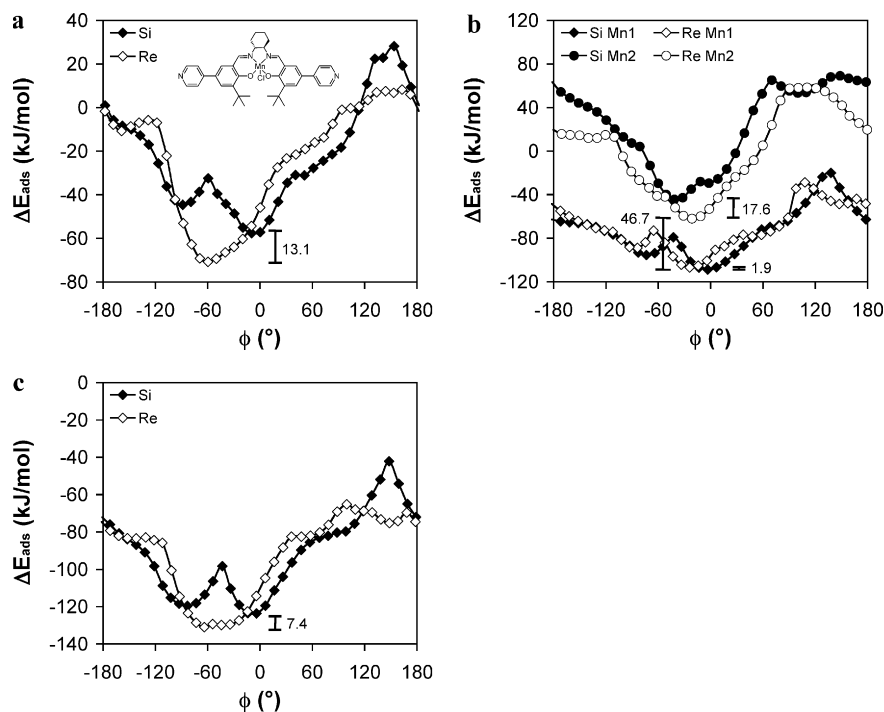 a
ΔEads (kJ/mol)
40
20
0
-20
-40
-60
-80
Si
Re
N
N
N
Mn
O
Cl
O
N
13.1
-180 -120 -60 0 60 120 180
ϕ (°)
b
ΔEads (kJ/mol)
120
80
40
0
-40
-80
-120
Si Mn1
Re Mn1
Si Mn2
Re Mn2
46.7
17.6
1.9
-180 -120 -60 0 60 120 180
ϕ (°)
c
ΔEads (kJ/mol)
0
-20
-40
-60
-80
-100
-120
-140
Si
Re
7.4
-180 -120 -60 0 60 120 180
ϕ (°)